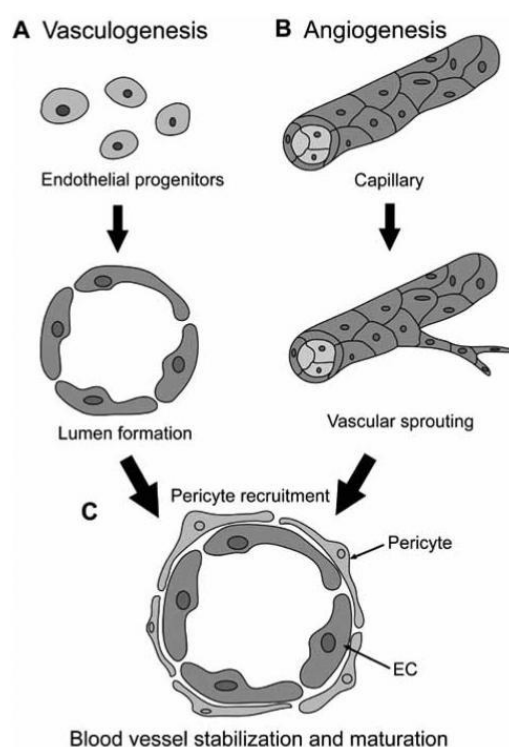 A Vasculogenesis
B Angiogenesis
Endothelial progenitors
Capillary
Lumen formation
Vascular sprouting
Pericyte recruitment
C
Pericyte
EC
Blood vessel stabilization and maturation